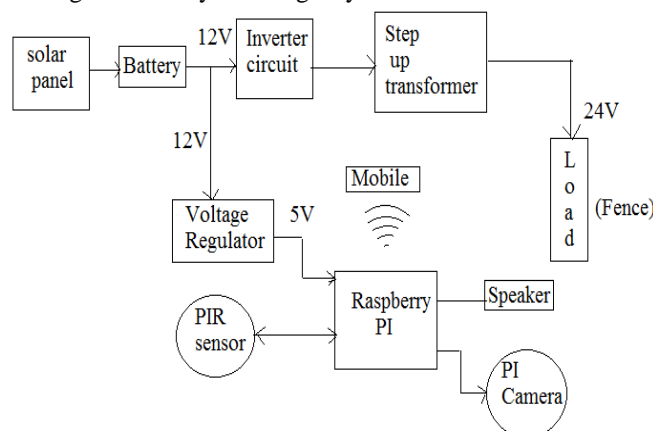 solar
panel
Battery
12V
Inverter
circuit
Step
up
transformer
24V
L
o
a
d
(Fence)
12V
Mobile
Voltage
Regulator
5V
Raspberry
PI
Speaker
PIR
sensor
PI
Camera